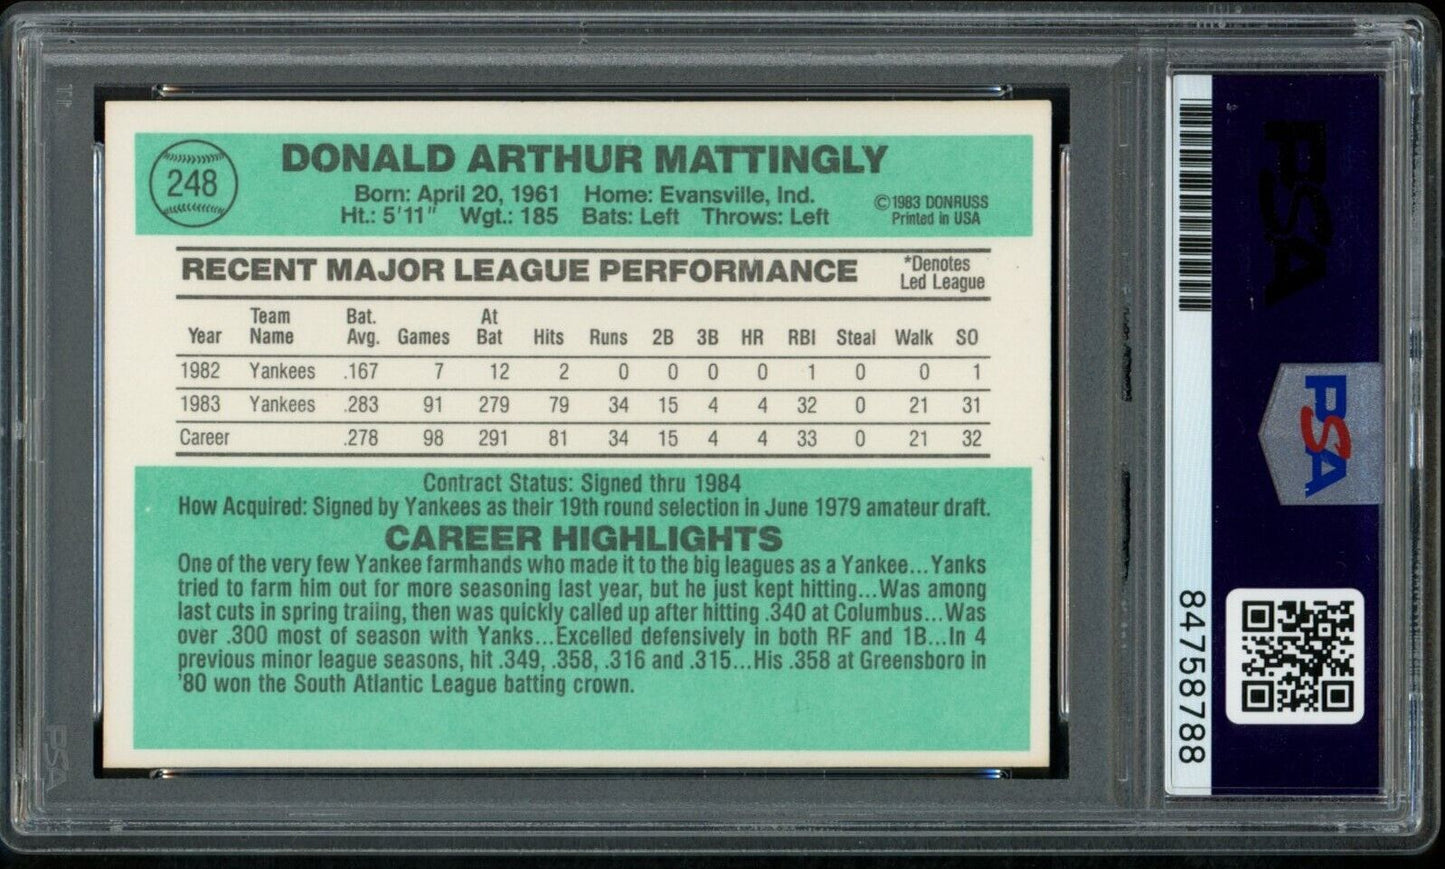 248
DONALD ARTHUR MATTINGLY
Born: April 20, 1961 Home: Evansville, Ind.
Ht.: 5'11" Wgt.: 185 Bats: Left Throws: Left
©1983 DONRUSS
Printed in USA
RECENT MAJOR LEAGUE PERFORMANCE
*Denotes
Led League
Year Team Name Bat. Avg. Games At Bat Hits Runs 2B 3B HR RBI Steal Walk SO
1982 Yankees .167 7 12 2 0 0 0 0 1 0 0 1
1983 Yankees .283 91 279 79 34 15 4 4 32 0 21 31
Career .278 98 291 81 34 15 4 4 33 0 21 32
Contract Status: Signed thru 1984
How Acquired: Signed by Yankees as their 19th round selection in June 1979 amateur draft.
CAREER HIGHLIGHTS
One of the very few Yankee farmhands who made it to the big leagues as a Yankee...Yanks
tried to farm him out for more seasoning last year, but he just kept hitting...Was among
last cuts in spring traiing, then was quickly called up after hitting .340 at Columbus...Was
over .300 most of season with Yanks...Excelled defensively in both RF and 1B...In 4
previous minor league seasons, hit .349, .358, .316 and .315...His .358 at Greensboro in
'80 won the South Atlantic League batting crown.
PSA
PSA
84758788
PSA